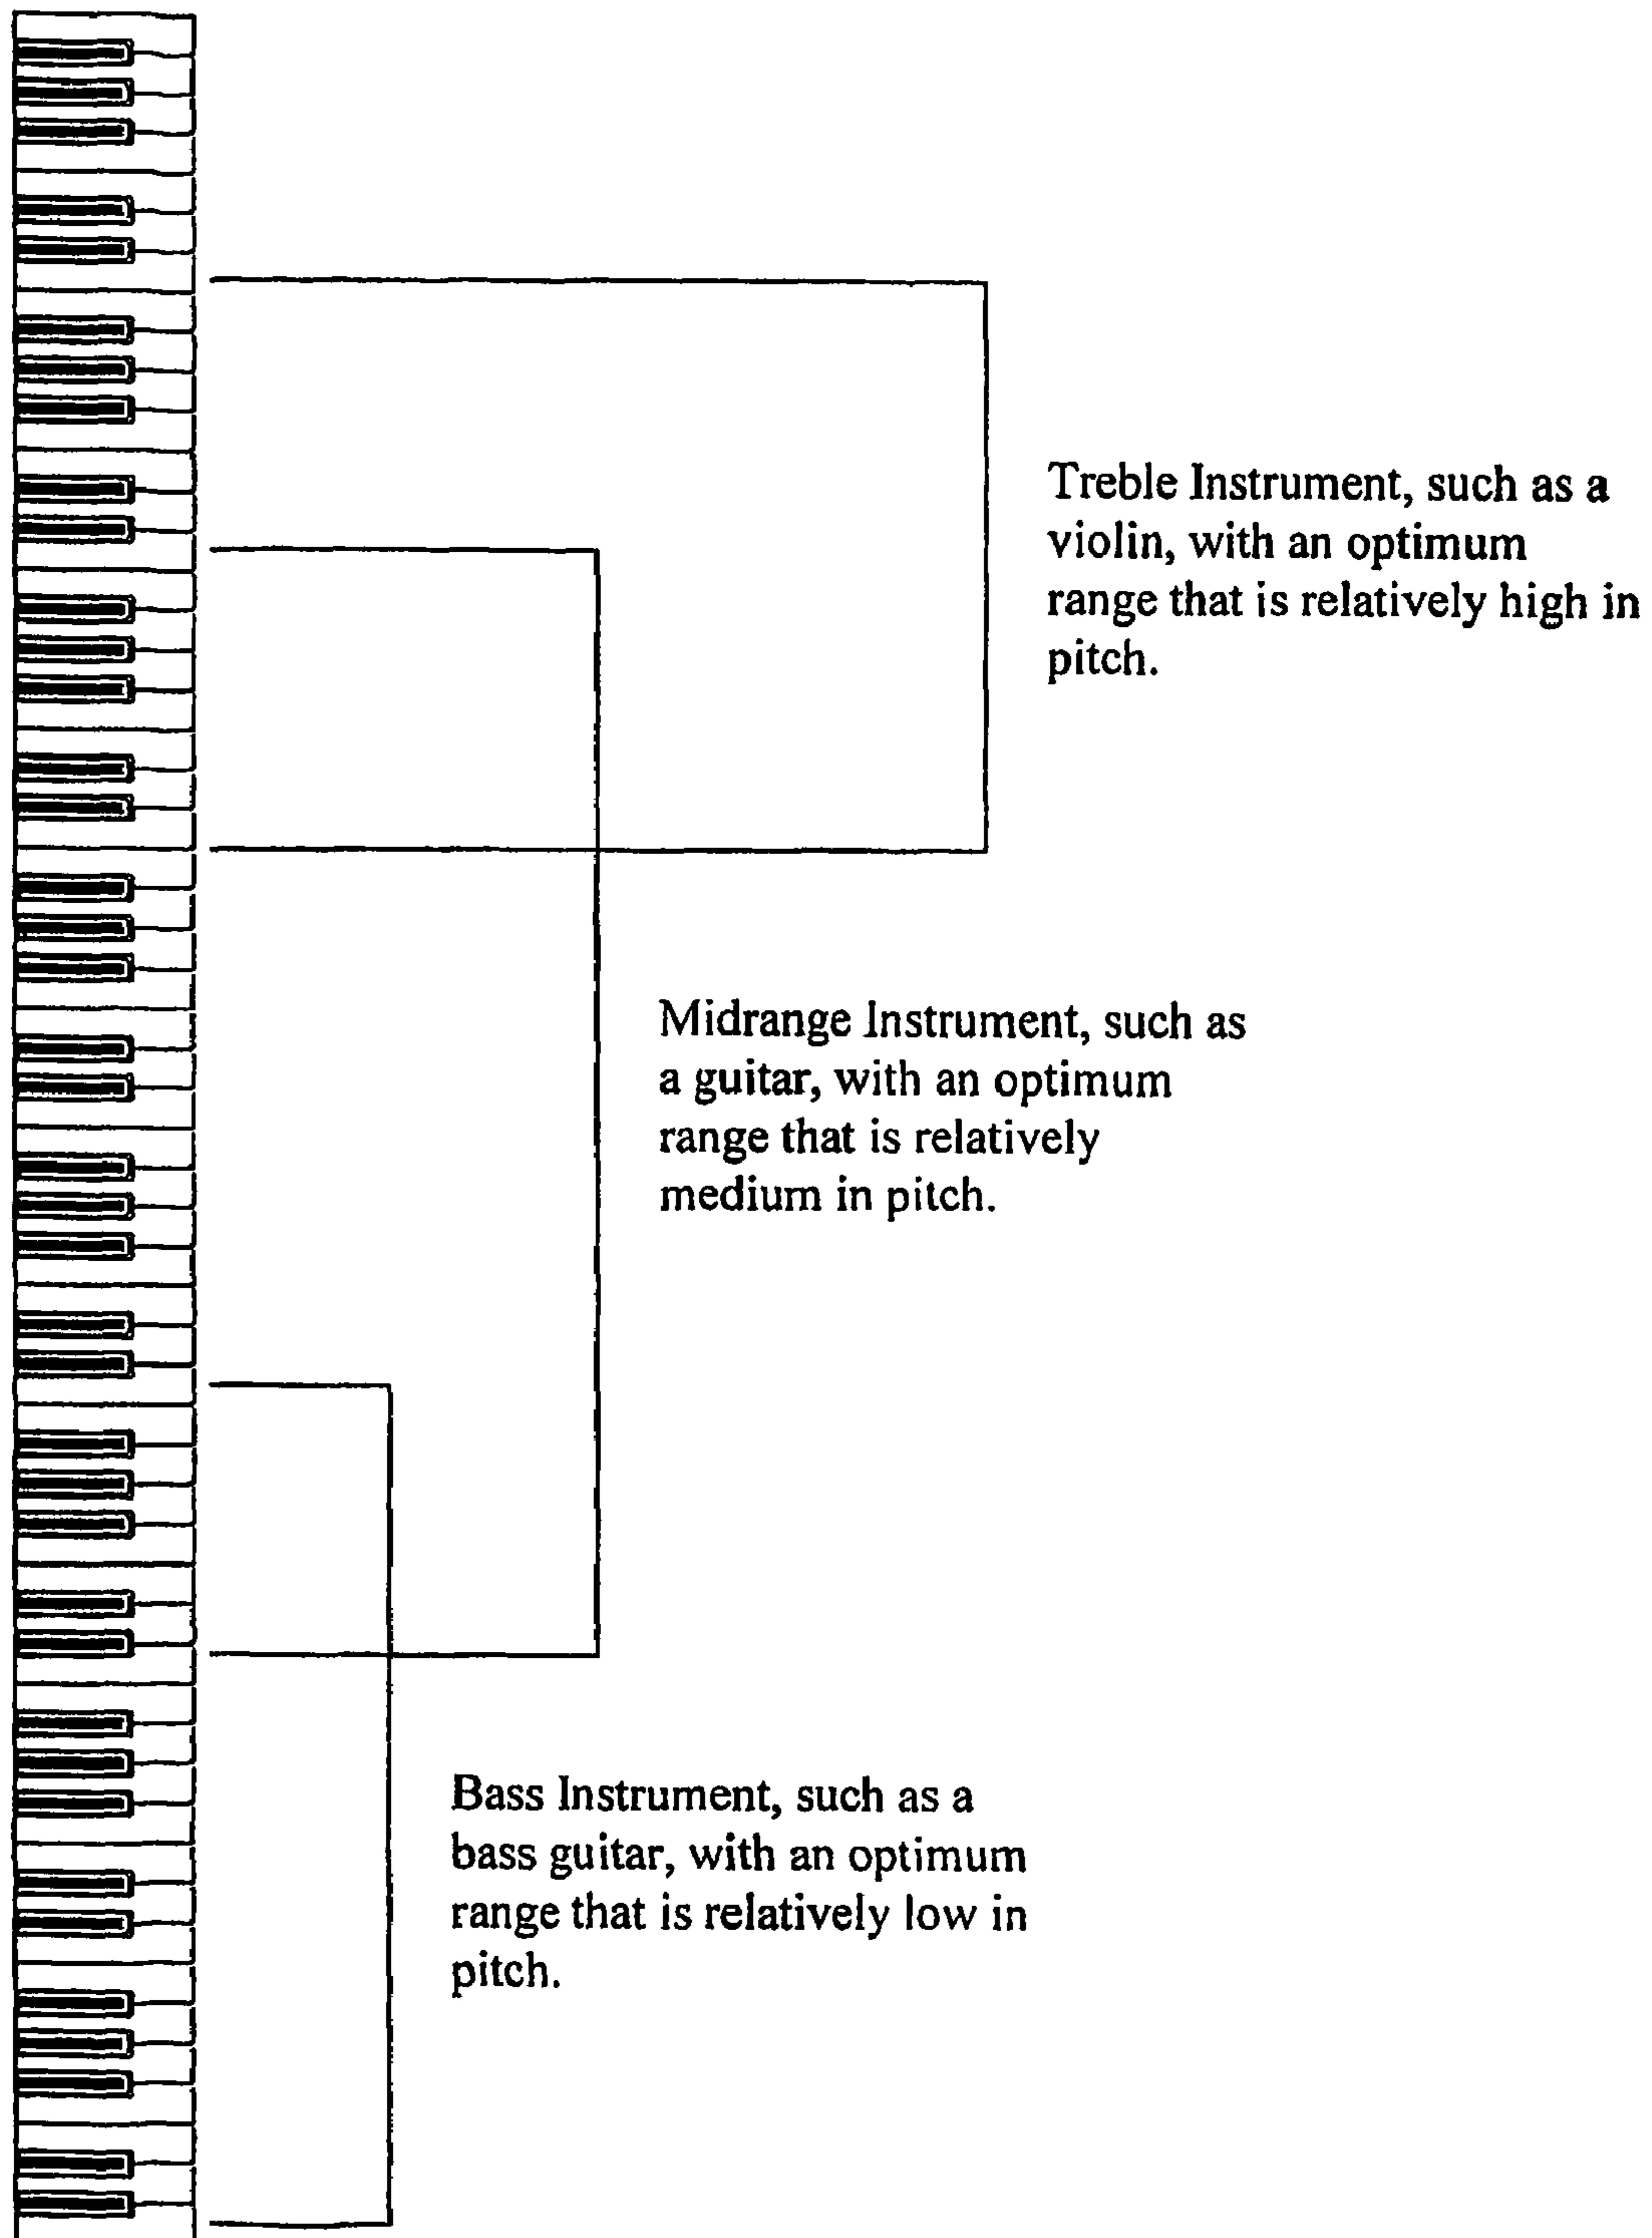 Treble Instrument, such as a
violin, with an optimum
range that is relatively high in
pitch.
Midrange Instrument, such as
a guitar, with an optimum
range that is relatively
medium in pitch.
Bass Instrument, such as a
bass guitar, with an optimum
range that is relatively low in
pitch.